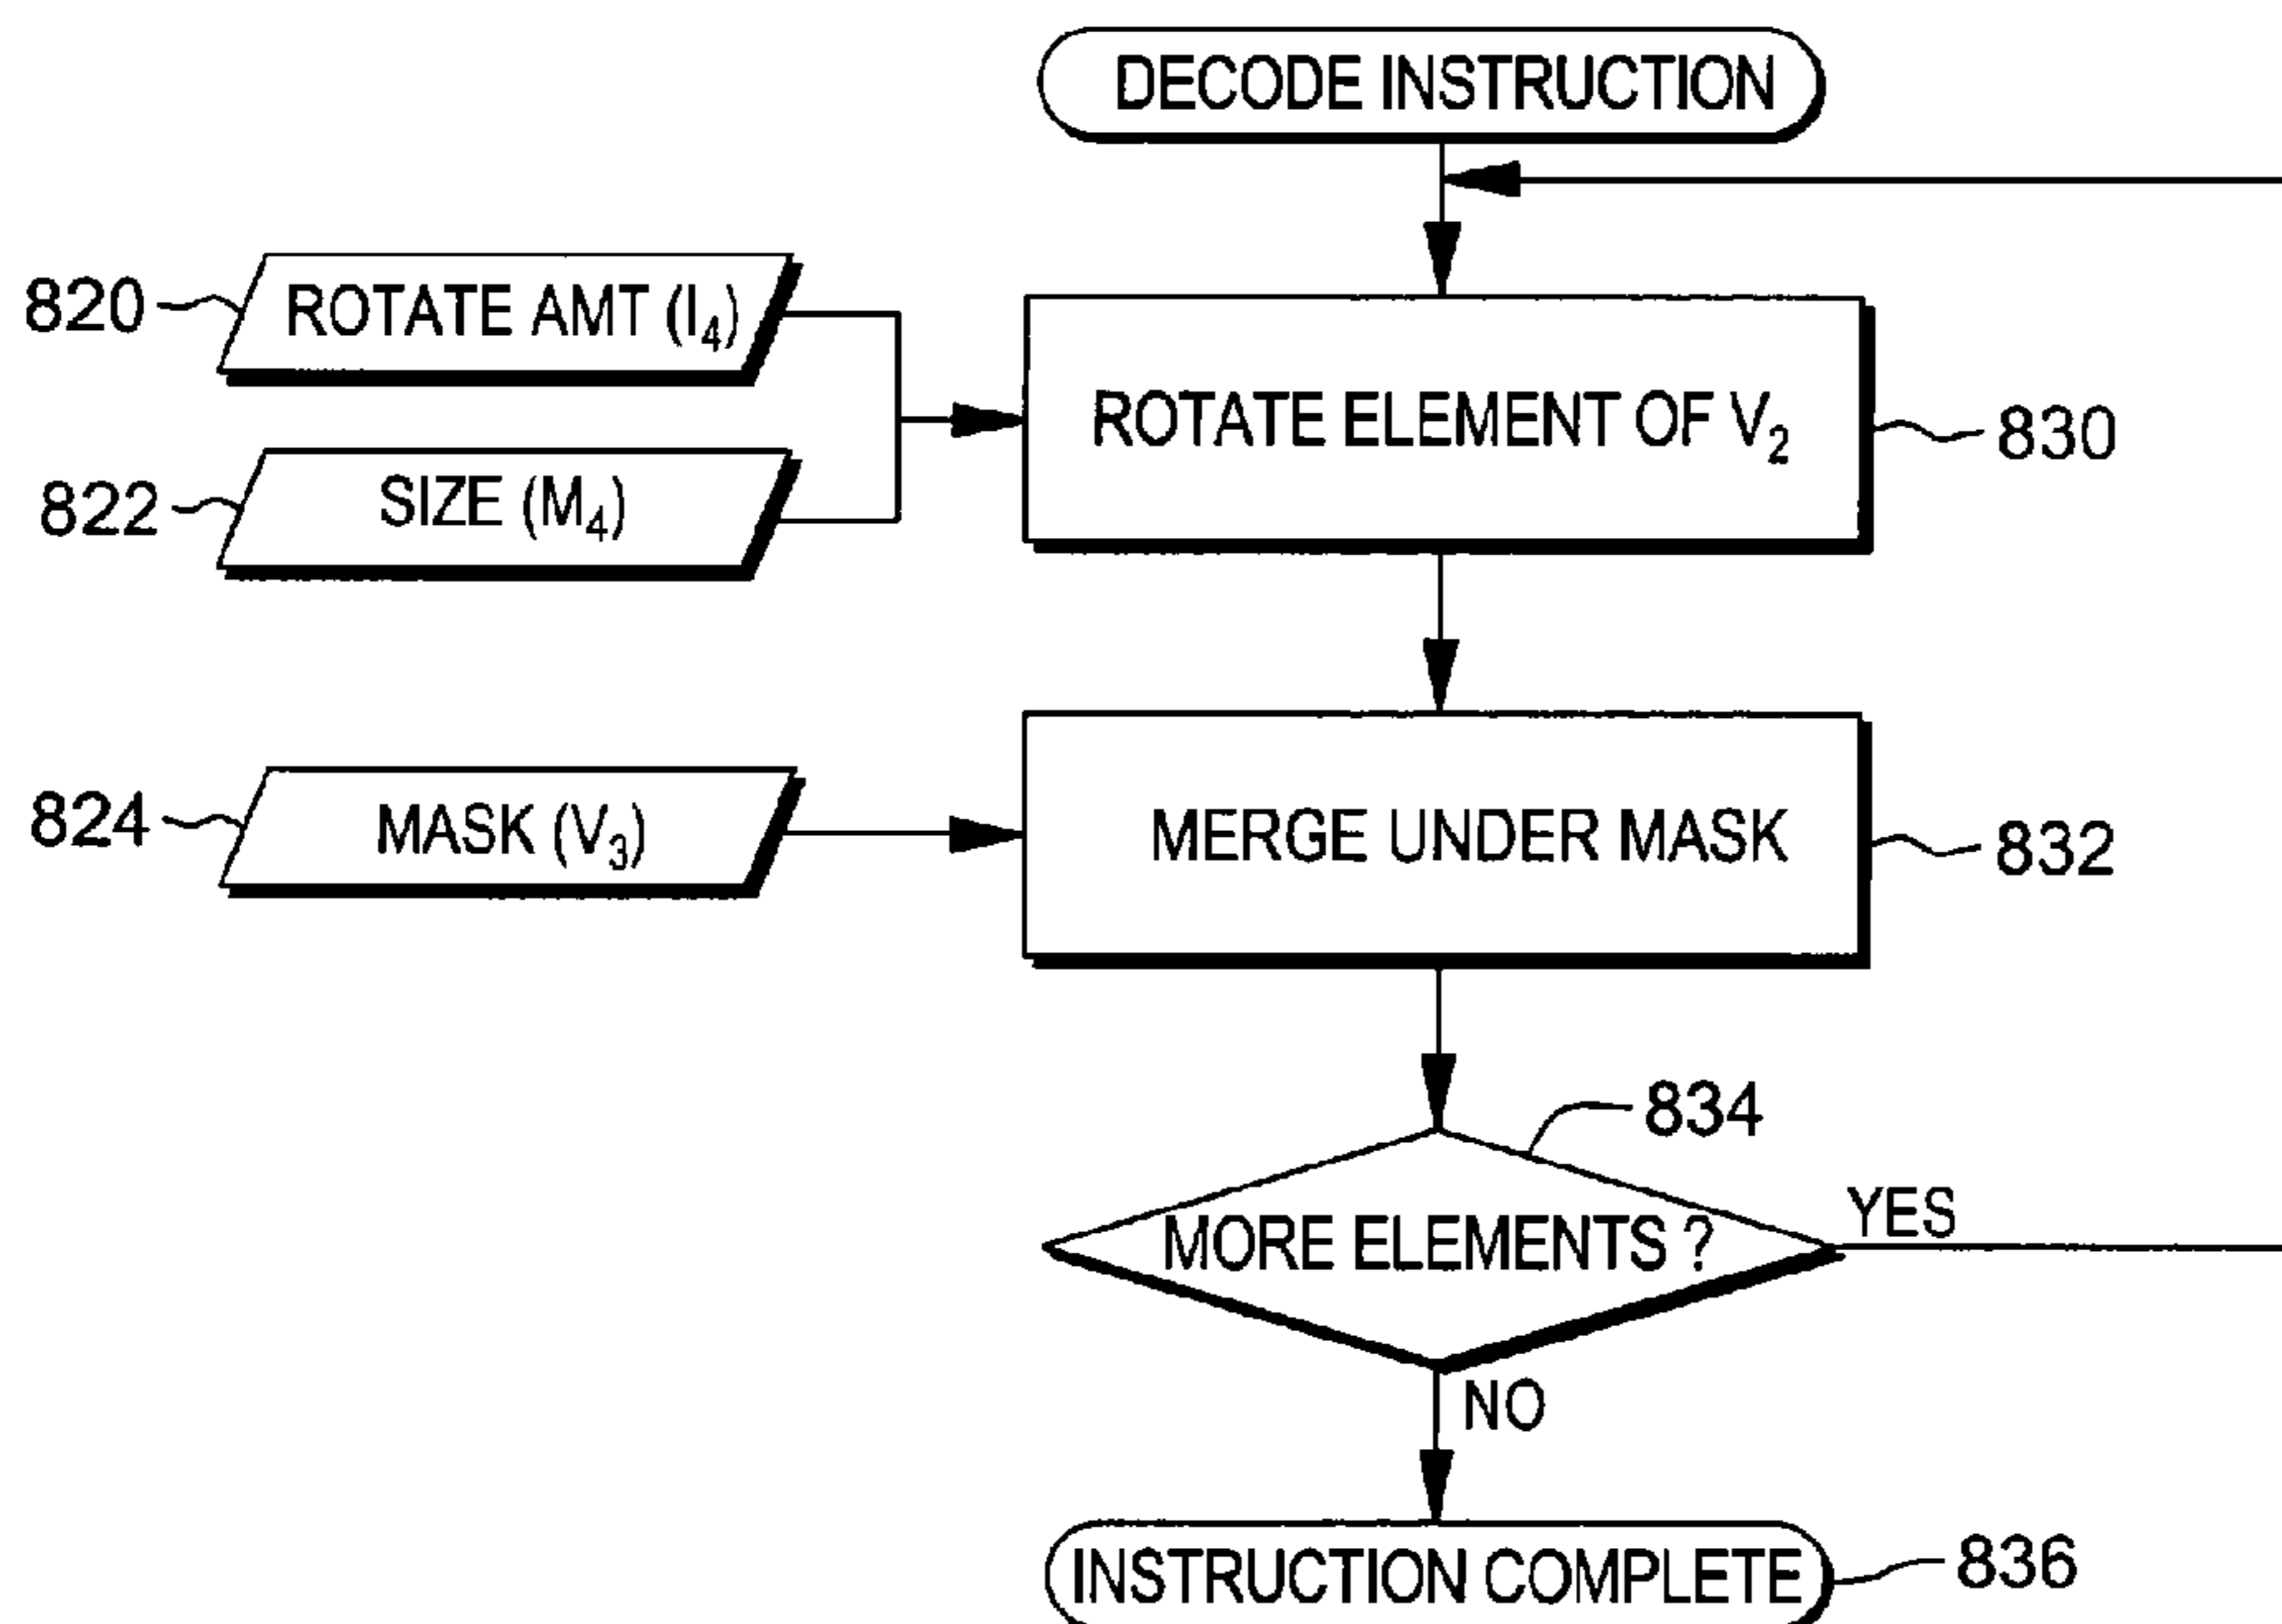 DECODE INSTRUCTION
820
ROTATE AMT (I₄)
822
SIZE (M₄)
ROTATE ELEMENT OF V₂
830
824
MASK (V₃)
MERGE UNDER MASK
832
834
MORE ELEMENTS ?
YES
NO
INSTRUCTION COMPLETE
836